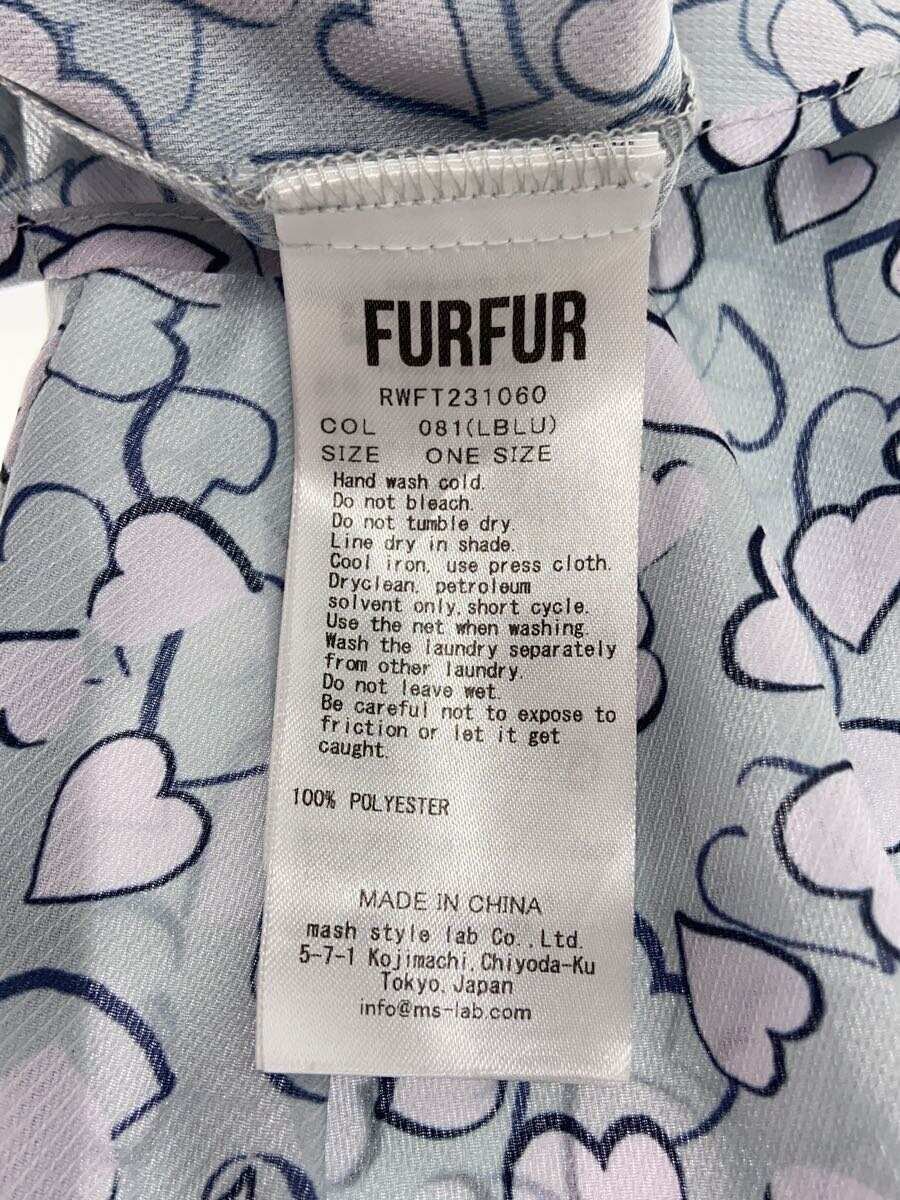 FURFUR
RWFT231060
COL 081(LBLU)
SIZE ONE SIZE
Hand wash cold.
Do not bleach.
Do not tumble dry.
Line dry in shade.
Cool iron, use press cloth.
Dryclean, petroleum
solvent only, short cycle.
Use the net when washing.
Wash the laundry separately
from other laundry.
Do not leave wet.
Be careful not to expose to
friction or let it get
caught.
100% POLYESTER
MADE IN CHINA
mash style lab Co., Ltd.
5-7-1 Kojimachi, Chiyoda-Ku
Tokyo, Japan
info@ms-lab.com